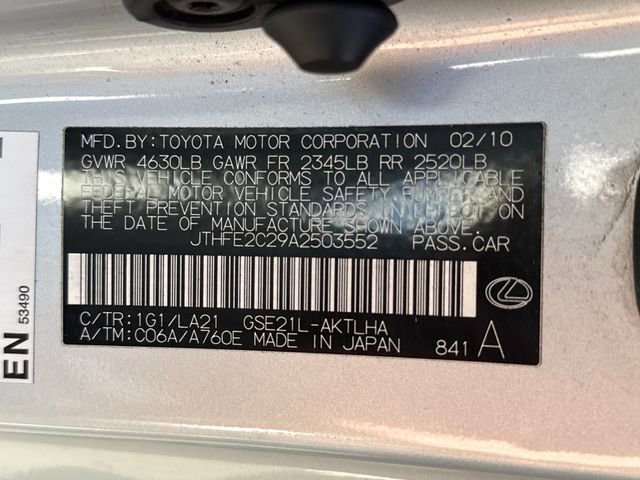 MFD.BY:TOYOTA MOTOR CORPORATION 02/10
GVWR 4630LB GAWR FR 2345LB RR 2520LB
THIS VEHICLE CONFORMS TO ALL APPLICABLE
FEDERAL MOTOR VEHICLE SAFETY, BUMPER, AND
THEFT PREVENTION STANDARDS IN EFFECT ON
THE DATE OF MANUFACTURE SHOWN ABOVE.
JTHFE2C29A2503552 PASS.CAR
C/TR:1G1/LA21 GSE21L-AKTLHA
A/TM:C06A/A760E MADE IN JAPAN 841 A
EN 53490